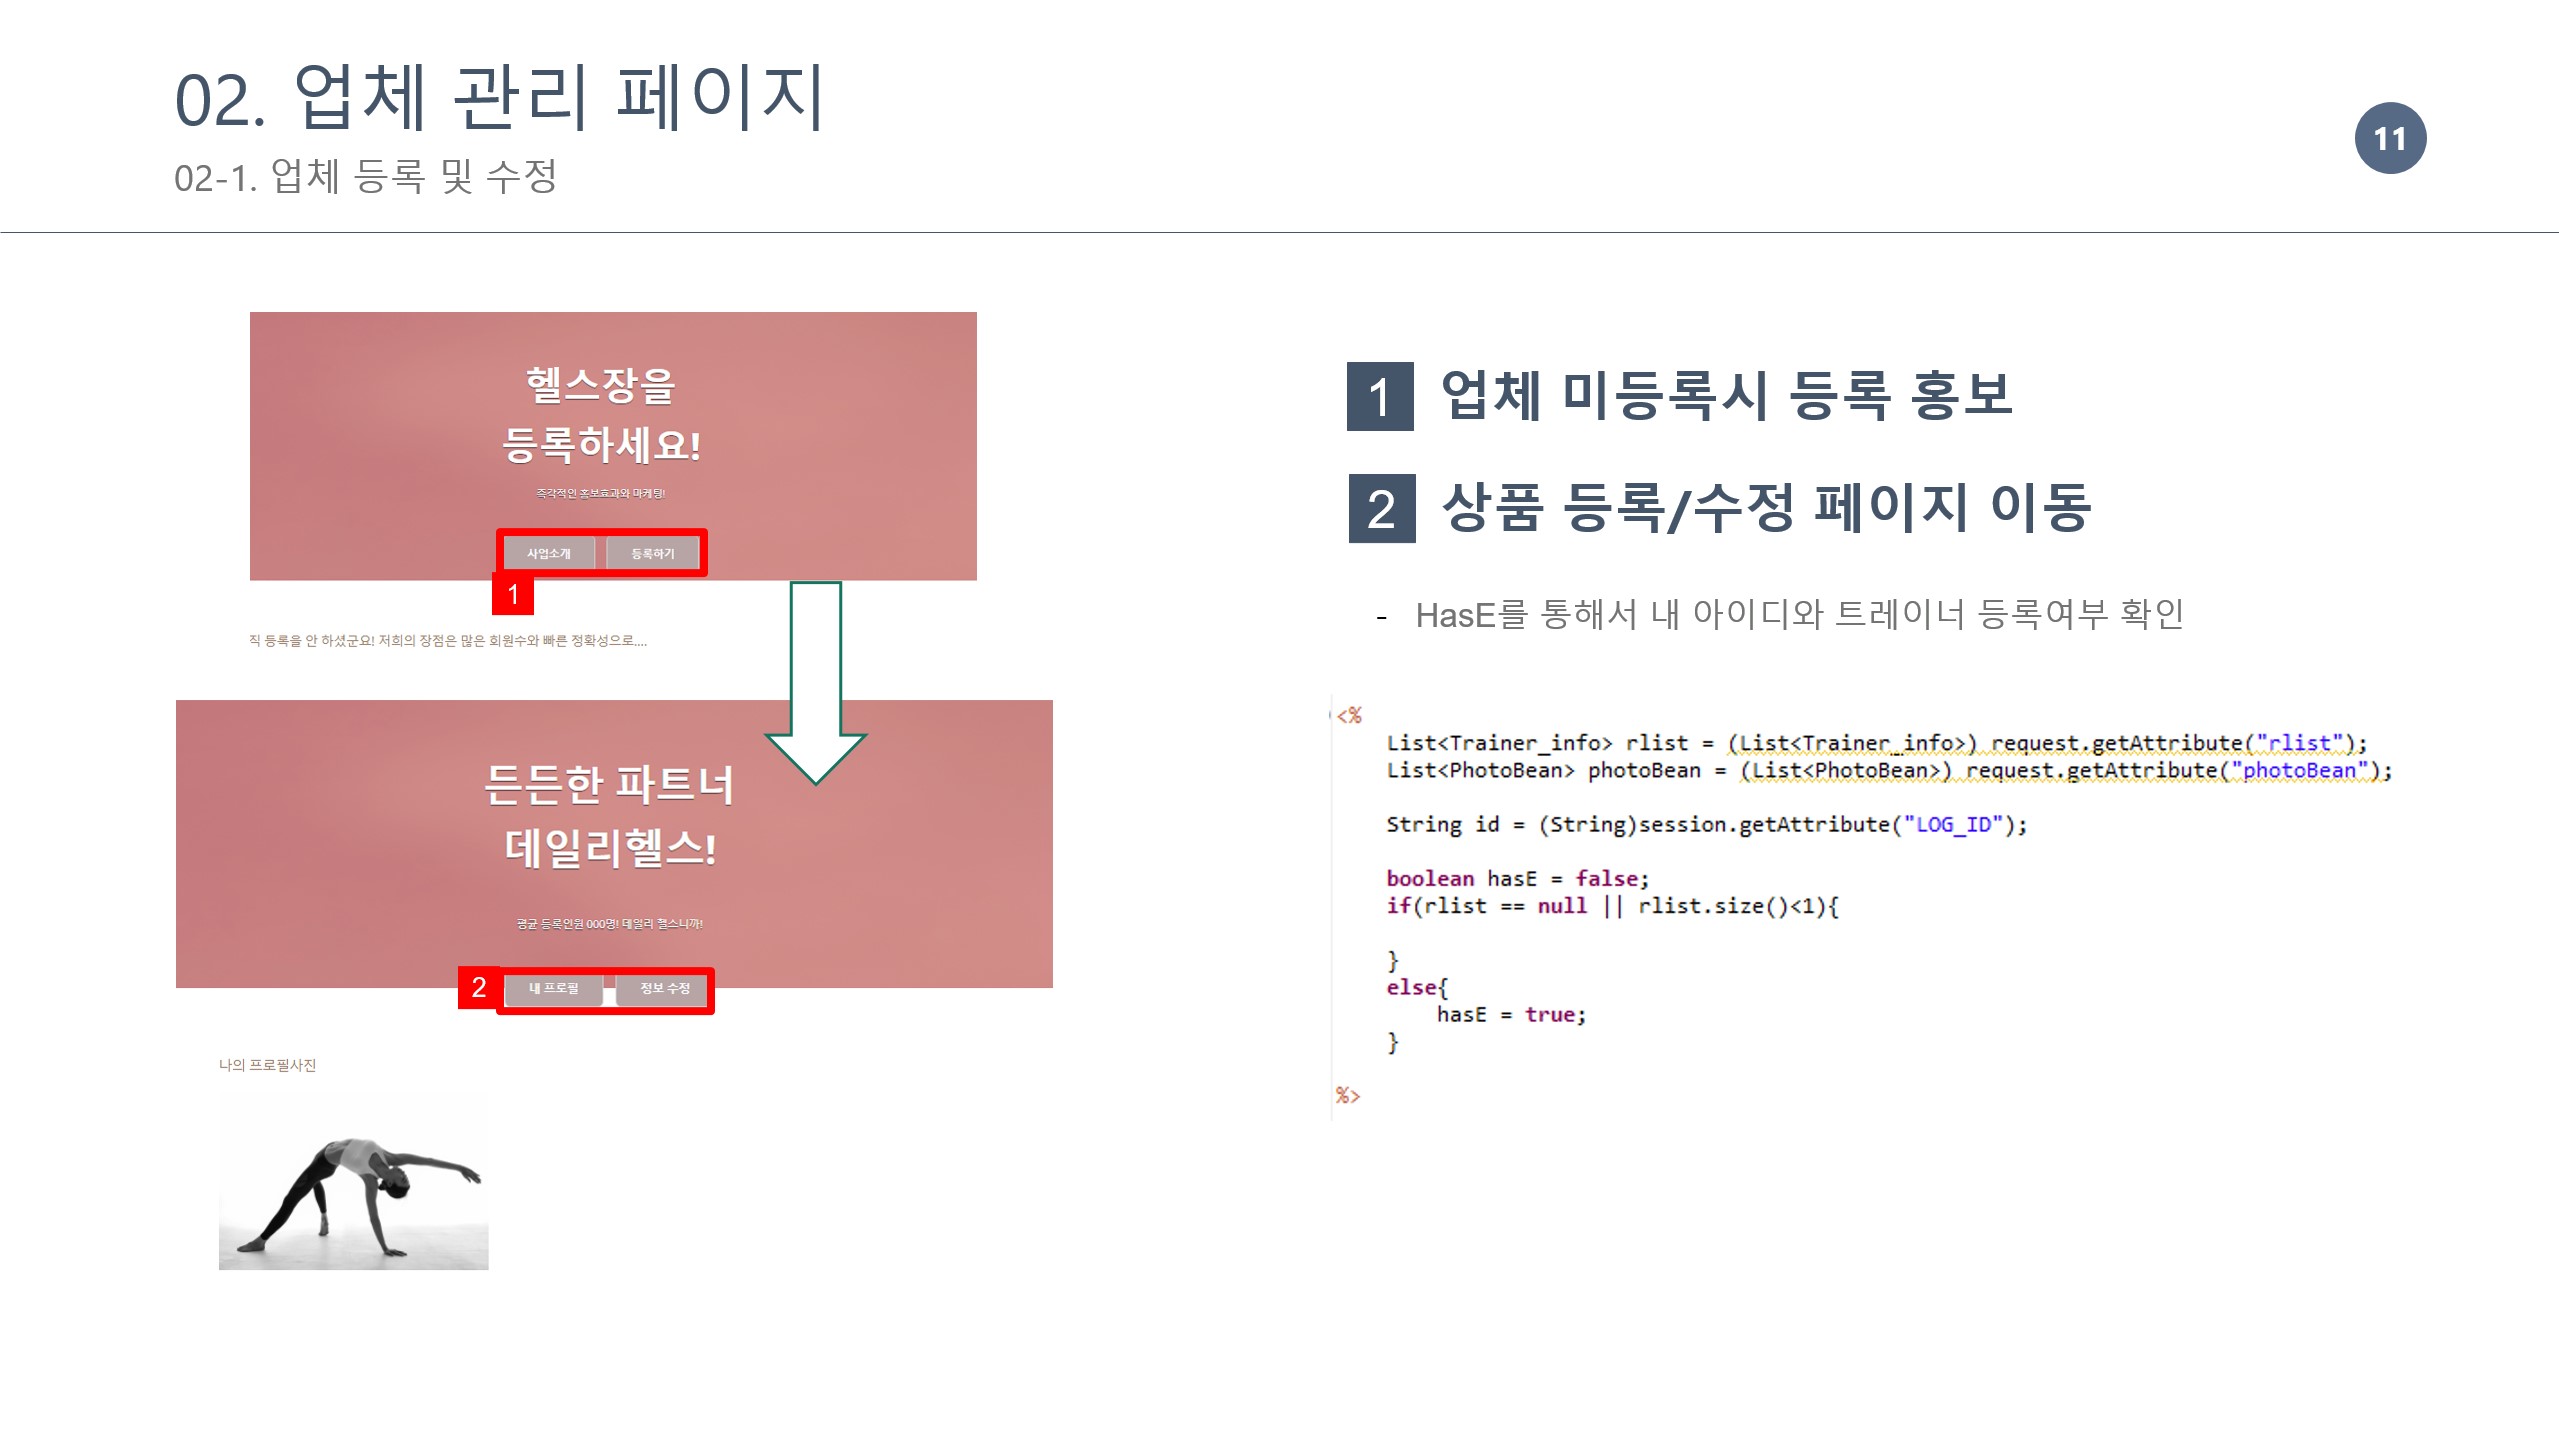 02. 업체 관리 페이지
02-1. 업체 등록 및 수정
11
헬스장을
등록하세요!
즉각적인 홍보효과와 마케팅!
사업소개
등록하기
1
직 등록을 안 하셨군요! 저희의 장점은 많은 회원수와 빠른 정확성으로....
든든한 파트너
데일리헬스!
평균 등록인원 000명! 데일리 헬스니까!
2
내 프로필
정보 수정
나의 프로필사진
1 업체 미등록시 등록 홍보
2 상품 등록/수정 페이지 이동
- HasE를 통해서 내 아이디와 트레이너 등록여부 확인
<%
List<Trainer_info> rlist = (List<Trainer_info>) request.getAttribute("rlist");
List<PhotoBean> photoBean = (List<PhotoBean>) request.getAttribute("photoBean");
String id = (String)session.getAttribute("LOG_ID");
boolean hasE = false;
if(rlist == null || rlist.size()<1){
}
else{
hasE = true;
}
%>